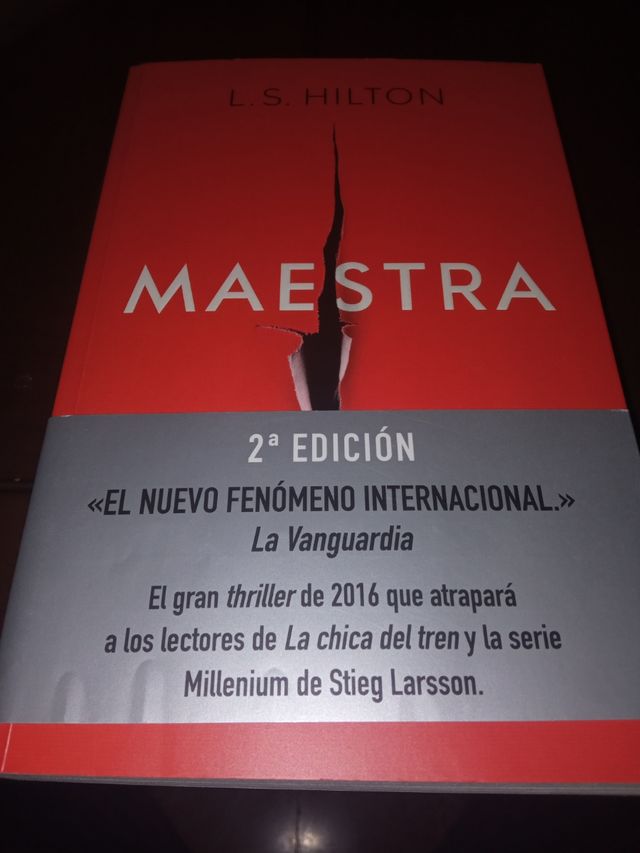 L. S. HILTON
MAESTRA
2ª EDICIÓN
«EL NUEVO FENÓMENO INTERNACIONAL.»
La Vanguardia
El gran thriller de 2016 que atrapará
a los lectores de La chica del tren y la serie
Millenium de Stieg Larsson.